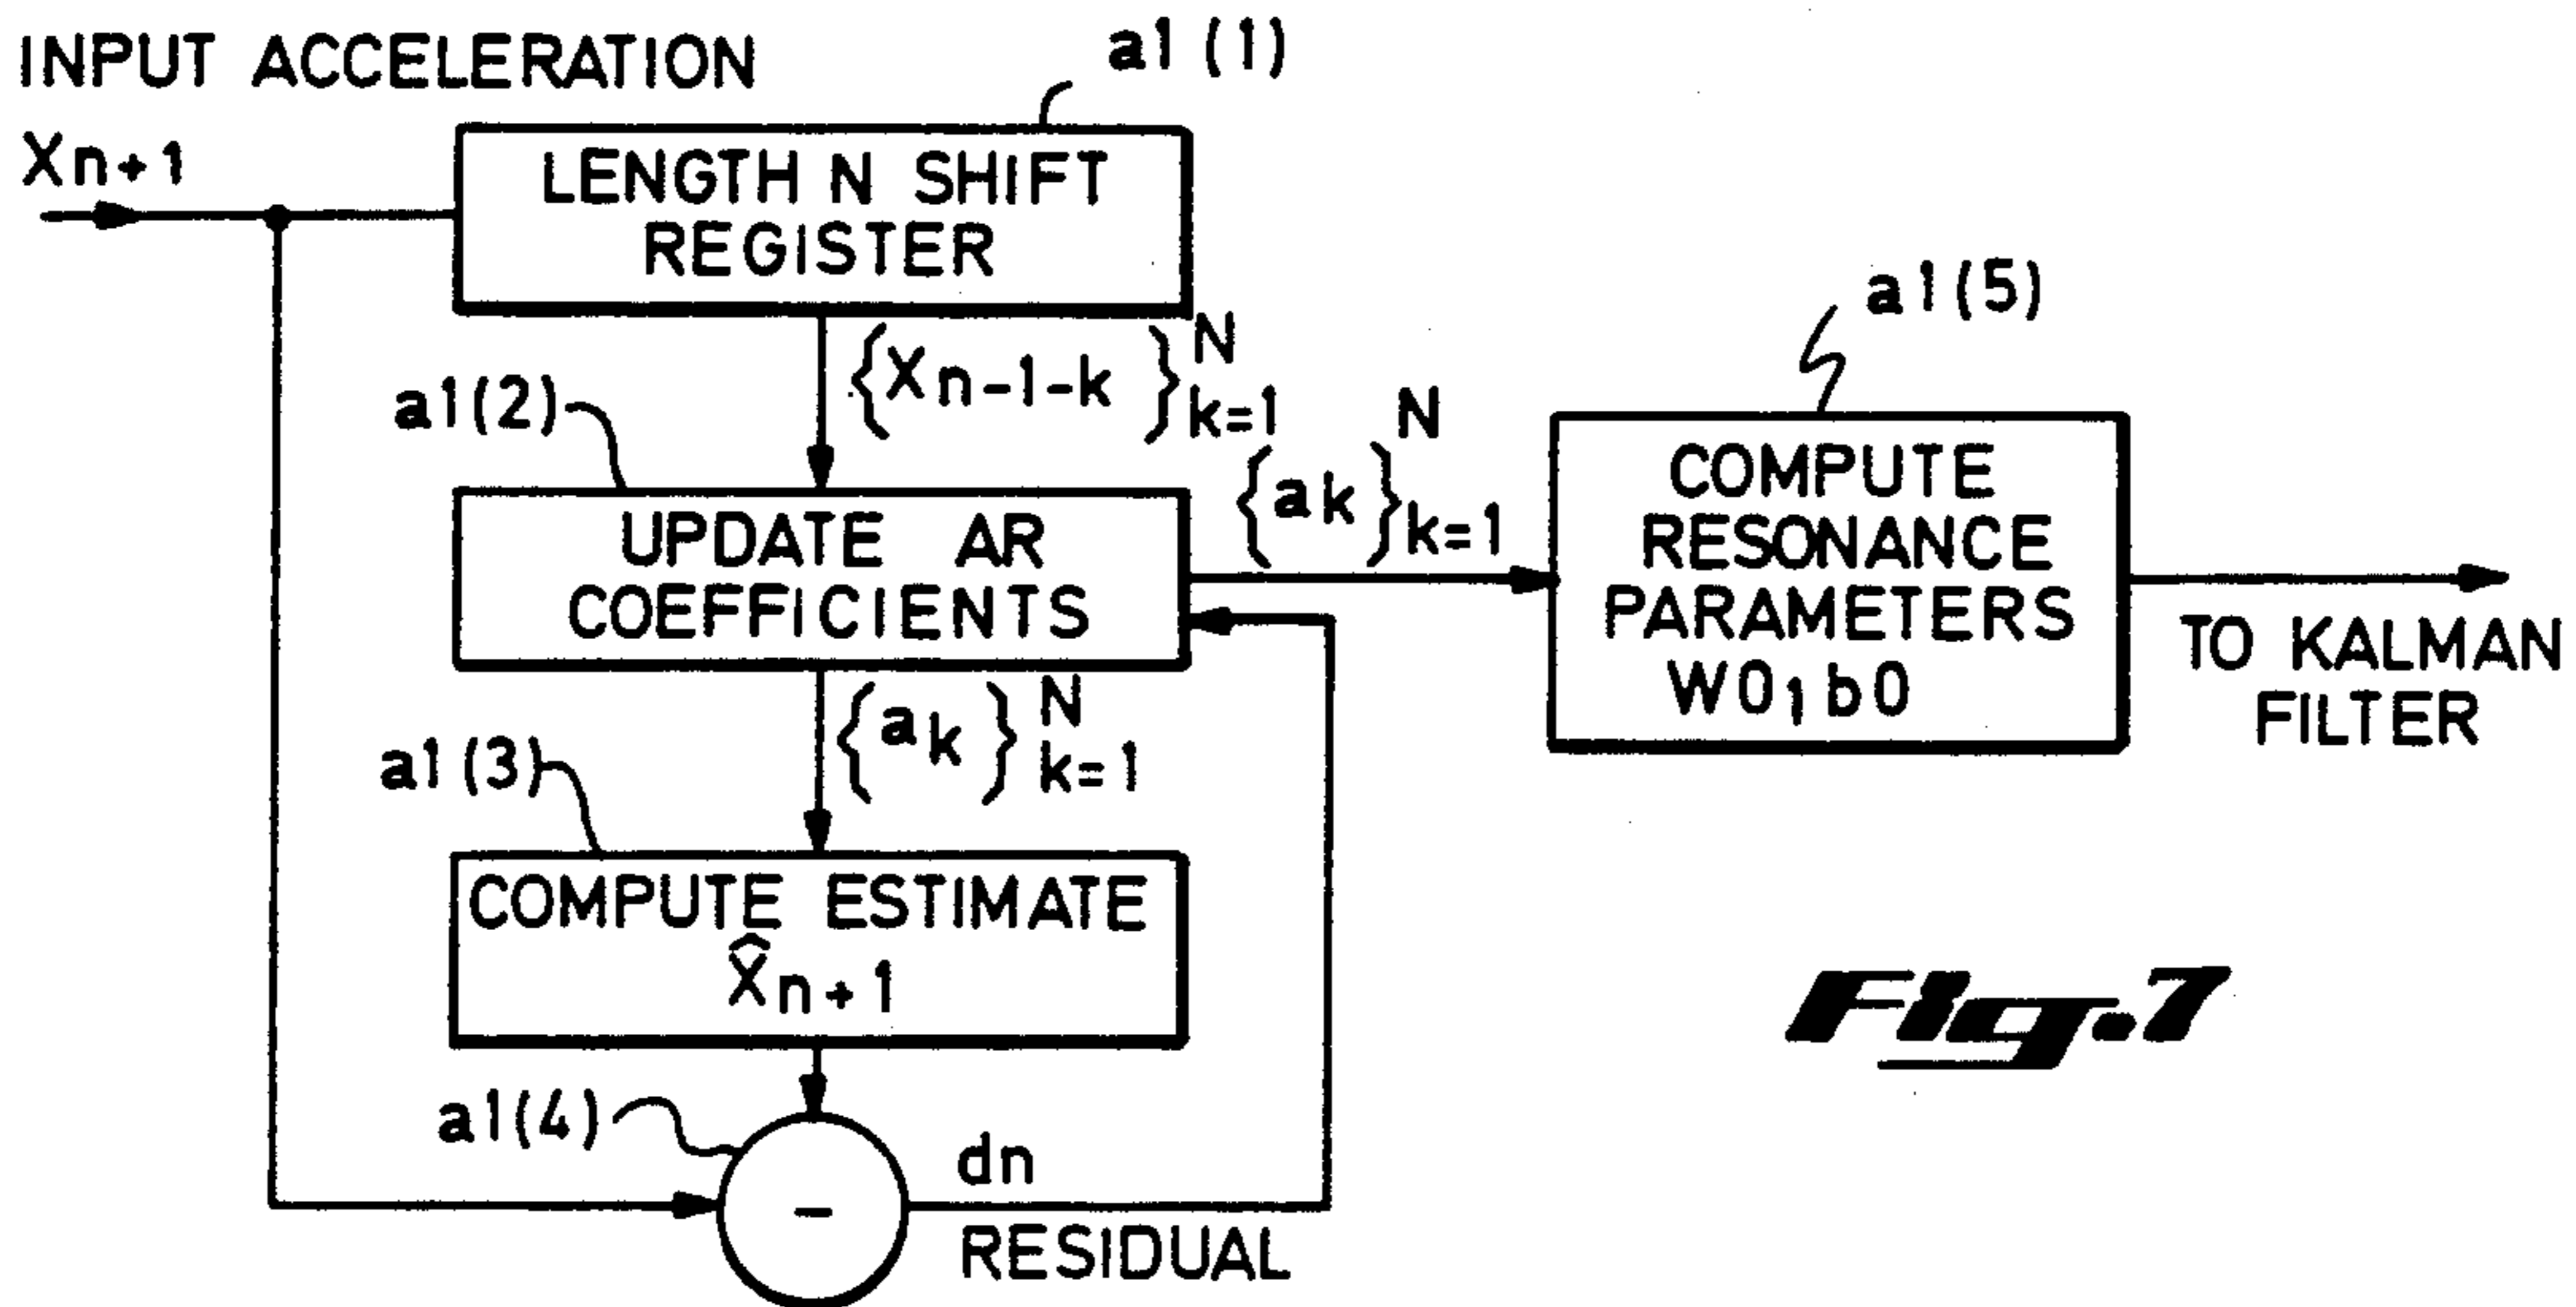 INPUT ACCELERATION
Xn+1
a1(1)
LENGTH N SHIFT
REGISTER
{Xn-1-k}N k=1
a1(2)
UPDATE AR
COEFFICIENTS
{ak}N k=1
a1(5)
COMPUTE
RESONANCE
PARAMETERS
W0,b0
TO KALMAN
FILTER
{ak}N k=1
a1(3)
COMPUTE ESTIMATE
X̂n+1
a1(4)
-
dn
RESIDUAL
Fig.7